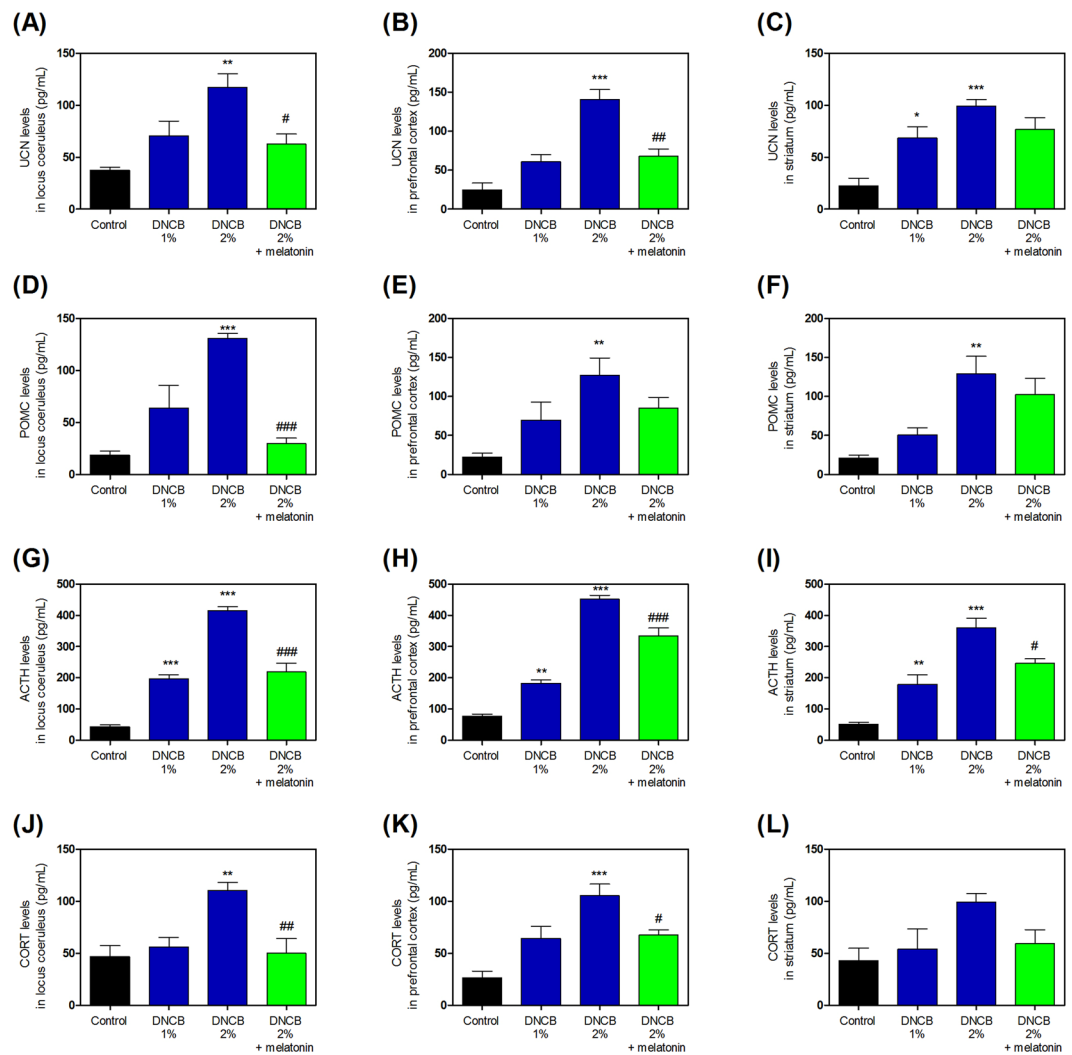 (A)
UCN levels
in locus coeruleus (pg/mL)
150
100
50
0
**
#
Control
DNCB
1%
DNCB
2%
DNCB
2%
+ melatonin
(B)
UCN levels
in prefrontal cortex (pg/mL)
200
150
100
50
0
***
##
Control
DNCB
1%
DNCB
2%
DNCB
2%
+ melatonin
(C)
UCN levels
in striatum (pg/mL)
150
100
50
0
*
***
Control
DNCB
1%
DNCB
2%
DNCB
2%
+ melatonin
(D)
POMC levels
in locus coeruleus (pg/mL)
150
100
50
0
***
###
Control
DNCB
1%
DNCB
2%
DNCB
2%
+ melatonin
(E)
POMC levels
in prefrontal cortex (pg/mL)
200
150
100
50
0
**
Control
DNCB
1%
DNCB
2%
DNCB
2%
+ melatonin
(F)
POMC levels
in striatum (pg/mL)
200
150
100
50
0
**
Control
DNCB
1%
DNCB
2%
DNCB
2%
+ melatonin
(G)
ACTH levels
in locus coeruleus (pg/mL)
500
400
300
200
100
0
***
***
###
Control
DNCB
1%
DNCB
2%
DNCB
2%
+ melatonin
(H)
ACTH levels
in prefrontal cortex (pg/mL)
500
400
300
200
100
0
**
***
###
Control
DNCB
1%
DNCB
2%
DNCB
2%
+ melatonin
(I)
ACTH levels
in striatum (pg/mL)
500
400
300
200
100
0
**
***
#
Control
DNCB
1%
DNCB
2%
DNCB
2%
+ melatonin
(J)
CORT levels
in locus coeruleus (pg/mL)
150
100
50
0
**
##
Control
DNCB
1%
DNCB
2%
DNCB
2%
+ melatonin
(K)
CORT levels
in prefrontal cortex (pg/mL)
150
100
50
0
***
#
Control
DNCB
1%
DNCB
2%
DNCB
2%
+ melatonin
(L)
CORT levels
in striatum (pg/mL)
150
100
50
0
Control
DNCB
1%
DNCB
2%
DNCB
2%
+ melatonin